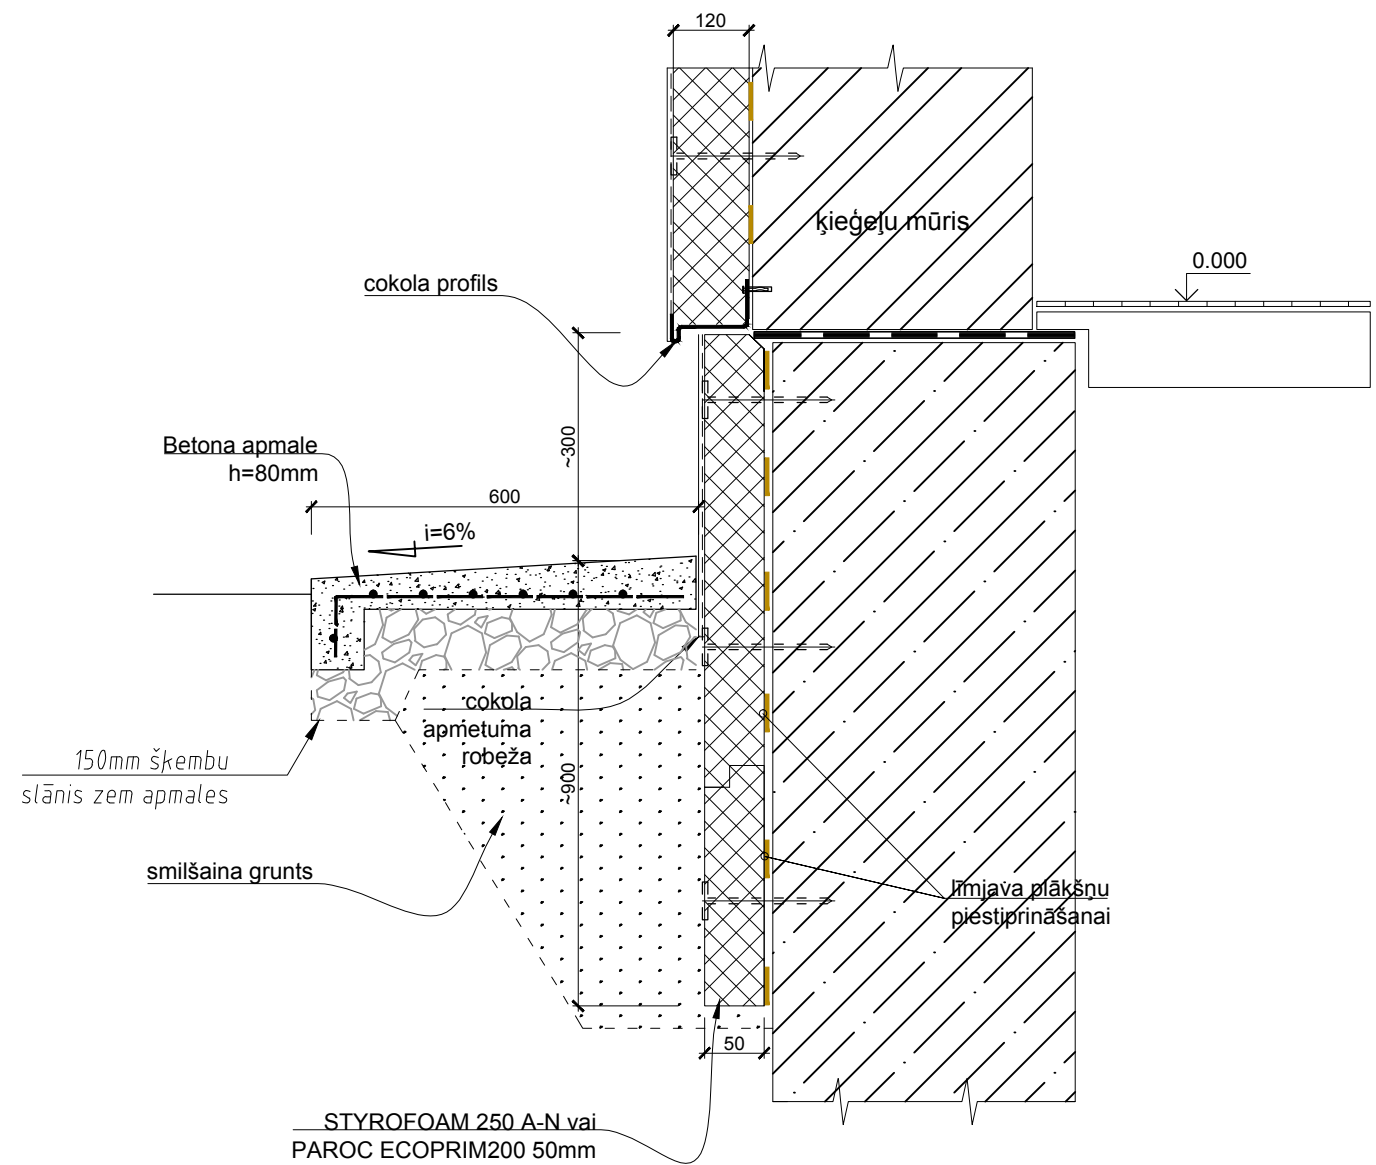 120
ķieģeļu mūris
0.000
cokola profils
~300
Betona apmale
h=80mm
600
i=6%
cokola
apmetuma
robeža
150mm šķembu
slānis zem apmales
~900
smilšaina grunts
līmjava plākšņu
piestiprināšanai
50
STYROFOAM 250 A-N vai
PAROC ECOPRIM200 50mm